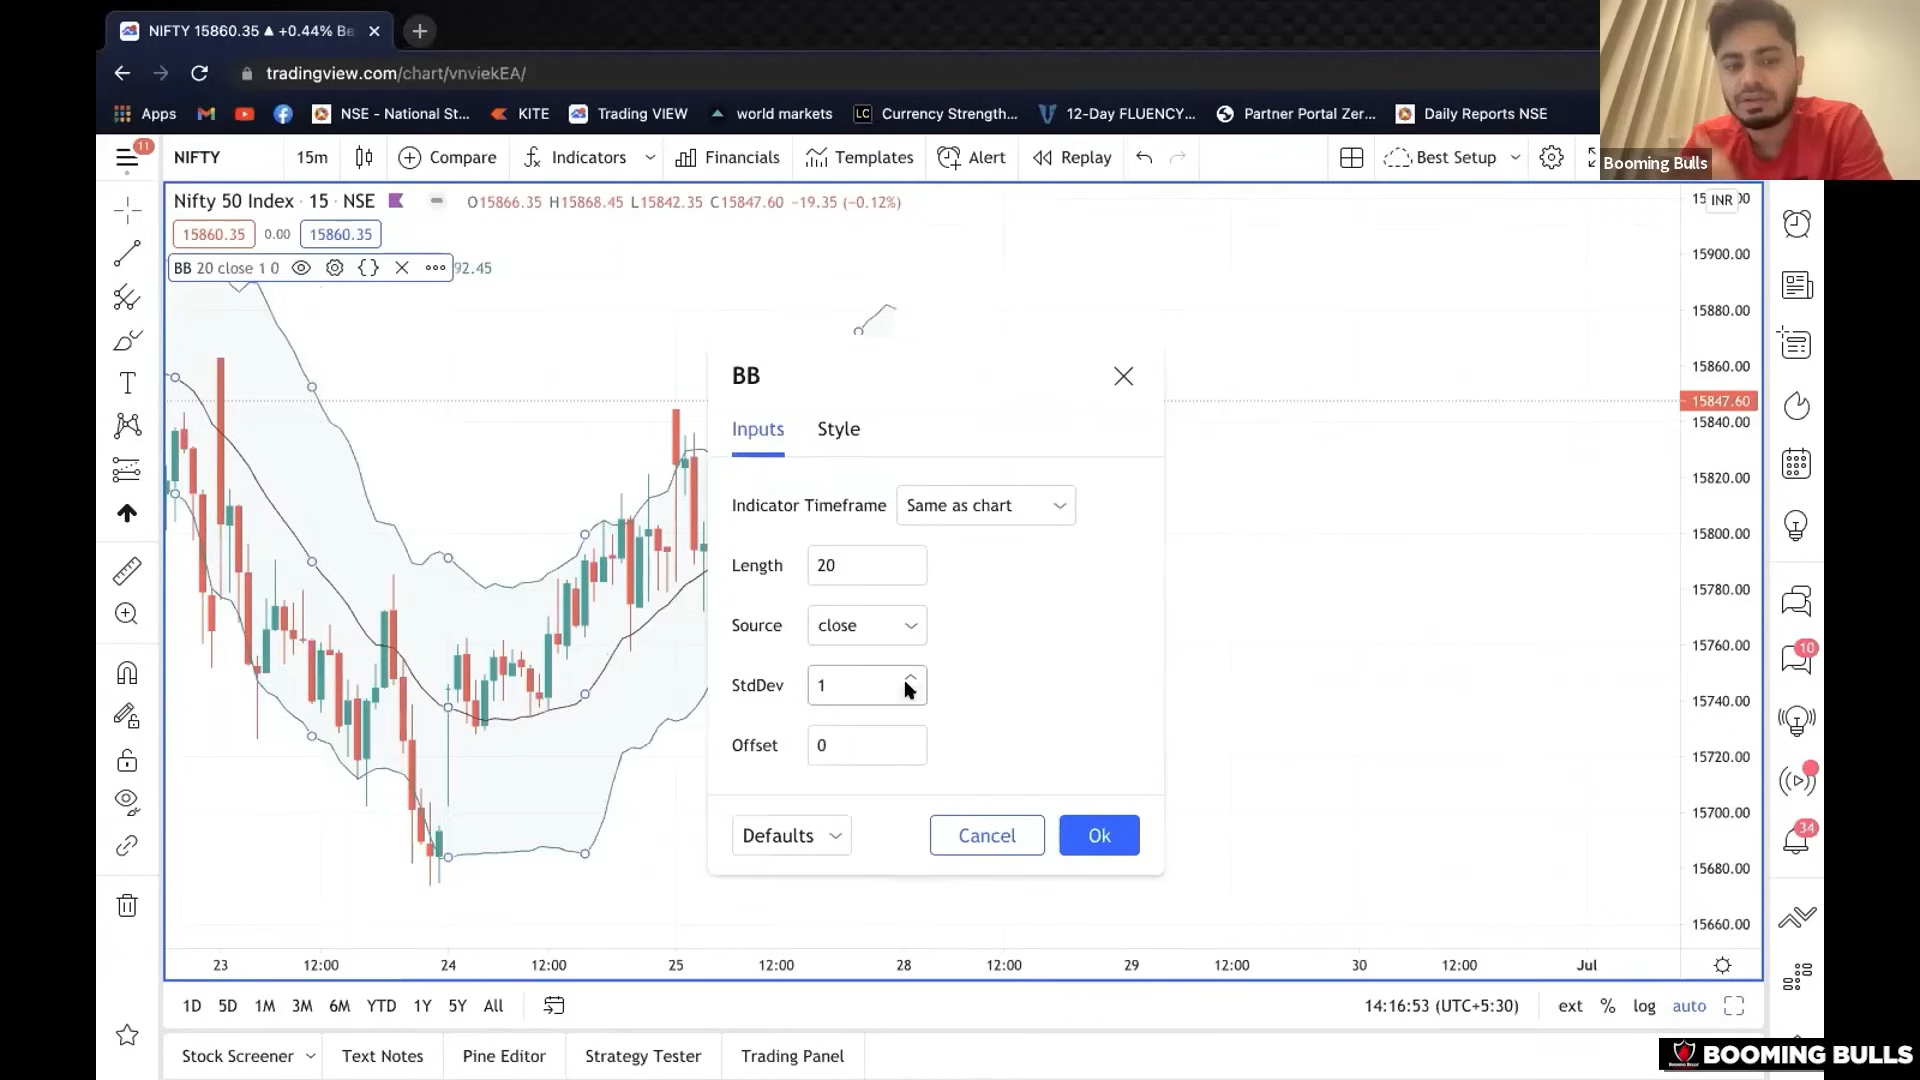 NIFTY 15860.35 ▲ +0.44% Be
tradingview.com/chart/vnviekEA/
Apps
NSE - National St...
KITE
Trading VIEW
world markets
LC Currency Strength...
12-Day FLUENCY...
Partner Portal Zer...
Daily Reports NSE
Booming Bulls
11
NIFTY
15m
Compare
Indicators
Financials
Templates
Alert
Replay
Best Setup
Nifty 50 Index · 15 · NSE
O15866.35 H15868.45 L15842.35 C15847.60 −19.35 (−0.12%)
INR
15860.35 0.00 15860.35
BB 20 close 1 0
92.45
15900.00
15880.00
15860.00
15847.60
15840.00
15820.00
15800.00
15780.00
15760.00
15740.00
15720.00
15700.00
15680.00
15660.00
BB
Inputs Style
Indicator Timeframe Same as chart
Length 20
Source close
StdDev 1
Offset 0
Defaults Cancel Ok
10
34
23 12:00 24 12:00 25 12:00 28 12:00 29 12:00 30 12:00 Jul
1D 5D 1M 3M 6M YTD 1Y 5Y All
14:16:53 (UTC+5:30) ext % log auto
Stock Screener Text Notes Pine Editor Strategy Tester Trading Panel
BOOMING BULLS